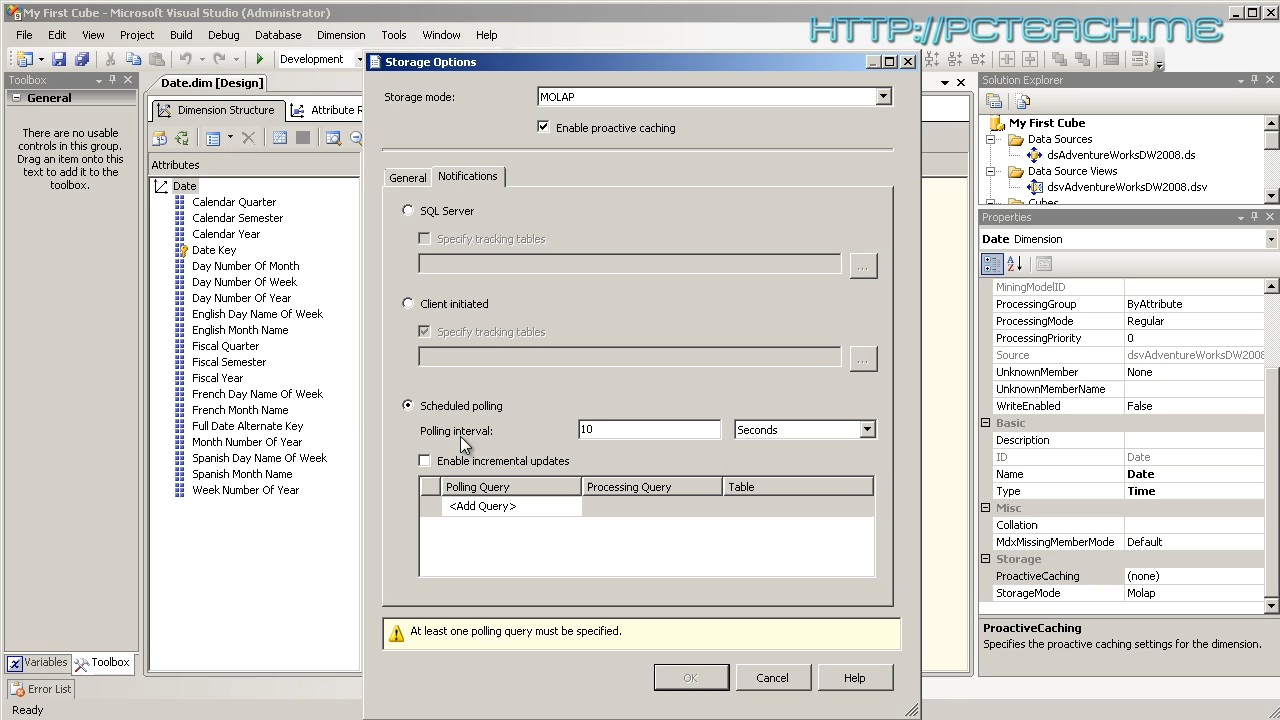 My First Cube - Microsoft Visual Studio (Administrator)
HTTP://PCTEACH.ME
File Edit View Project Build Debug Database Dimension Tools Window Help
Development
Toolbox
General
There are no usable
controls in this group.
Drag an item onto this
text to add it to the
toolbox.
Variables Toolbox
Error List
Ready
Date.dim [Design]
Dimension Structure
Attribute R
Attributes
Date
Calendar Quarter
Calendar Semester
Calendar Year
Date Key
Day Number Of Month
Day Number Of Week
Day Number Of Year
English Day Name Of Week
English Month Name
Fiscal Quarter
Fiscal Semester
Fiscal Year
French Day Name Of Week
French Month Name
Full Date Alternate Key
Month Number Of Year
Spanish Day Name Of Week
Spanish Month Name
Week Number Of Year
Storage Options
Storage mode: MOLAP
Enable proactive caching
General Notifications
SQL Server
Specify tracking tables
...
Client initiated
Specify tracking tables
...
Scheduled polling
Polling interval: 10 Seconds
Enable incremental updates
Polling Query Processing Query Table
<Add Query>
At least one polling query must be specified.
OK Cancel Help
Solution Explorer
My First Cube
Data Sources
dsAdventureWorksDW2008.ds
Data Source Views
dsvAdventureWorksDW2008.dsv
Cubes
Properties
Date Dimension
MiningModelID
ProcessingGroup ByAttribute
ProcessingMode Regular
ProcessingPriority 0
Source dsvAdventureWorksDW2008
UnknownMember None
UnknownMemberName
WriteEnabled False
Basic
Description
ID Date
Name Date
Type Time
Misc
Collation
MdxMissingMemberMode Default
Storage
ProactiveCaching (none)
StorageMode Molap
ProactiveCaching
Specifies the proactive caching settings for the dimension.